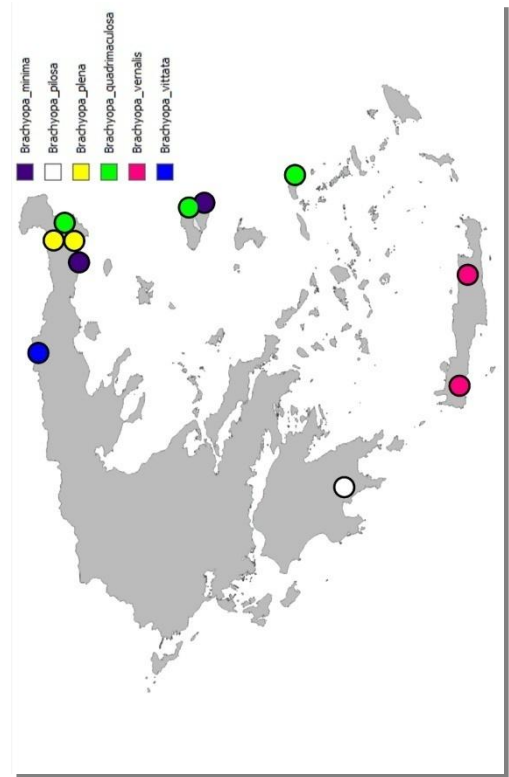 Brachyopa_minima
Brachyopa_pilosa
Brachyopa_plena
Brachyopa_quadrimaculosa
Brachyopa_vernalis
Brachyopa_vittata